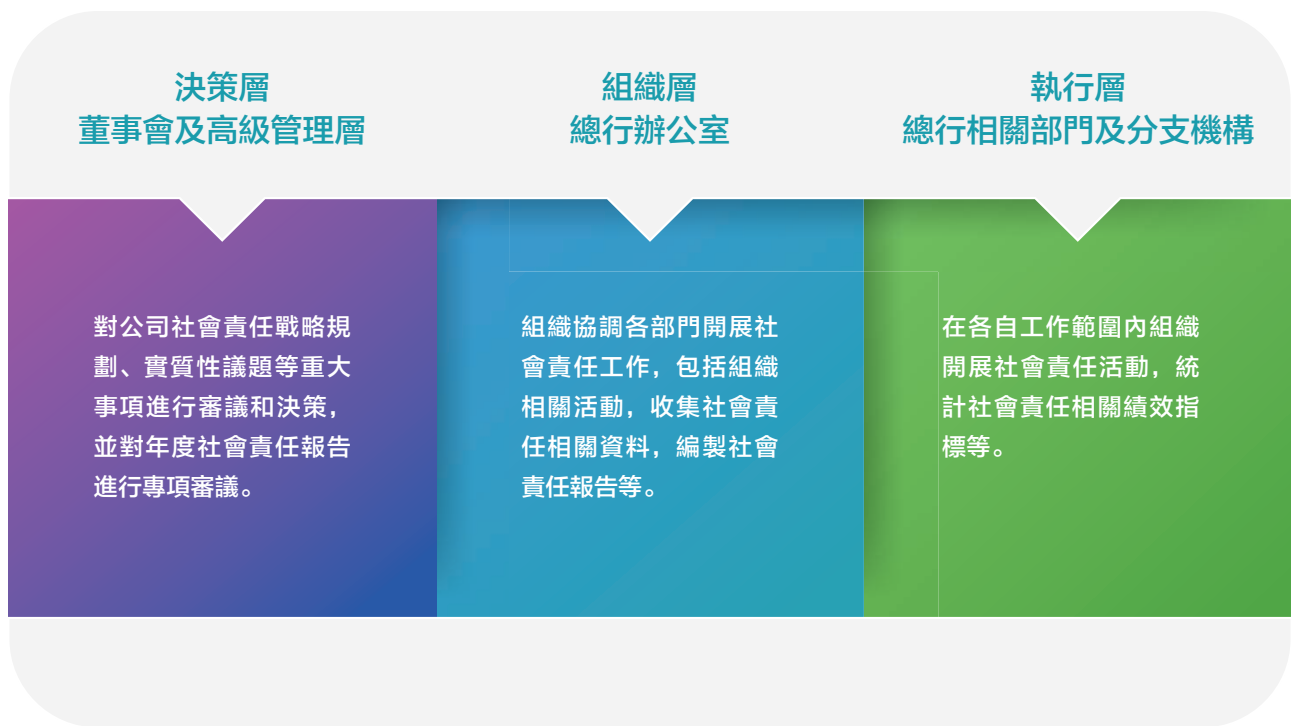 決策層
董事會及高級管理層
對公司社會責任戰略規
劃、實質性議題等重大
事項進行審議和決策，
並對年度社會責任報告
進行專項審議。
組織層
總行辦公室
組織協調各部門開展社
會責任工作，包括組織
相關活動，收集社會責
任相關資料，編製社會
責任報告等。
執行層
總行相關部門及分支機構
在各自工作範圍內組織
開展社會責任活動，統
計社會責任相關績效指
標等。